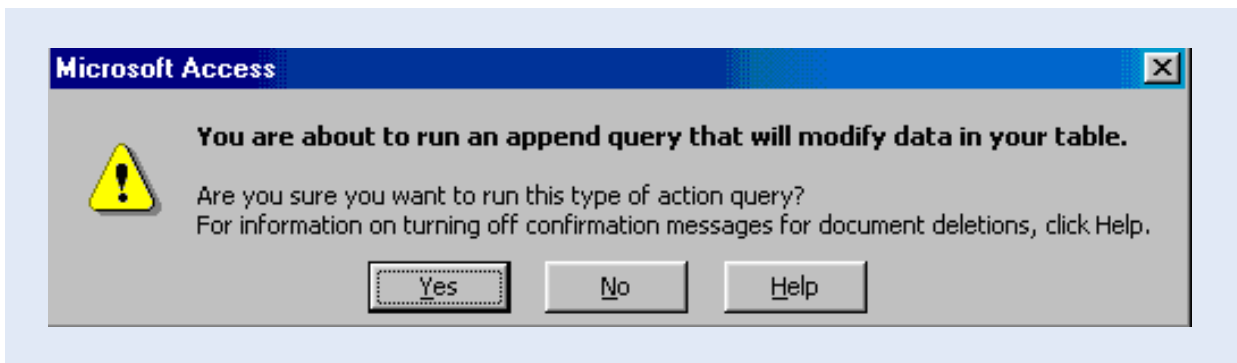 Microsoft Access
You are about to run an append query that will modify data in your table.
Are you sure you want to run this type of action query?
For information on turning off confirmation messages for document deletions, click Help.
Yes No Help